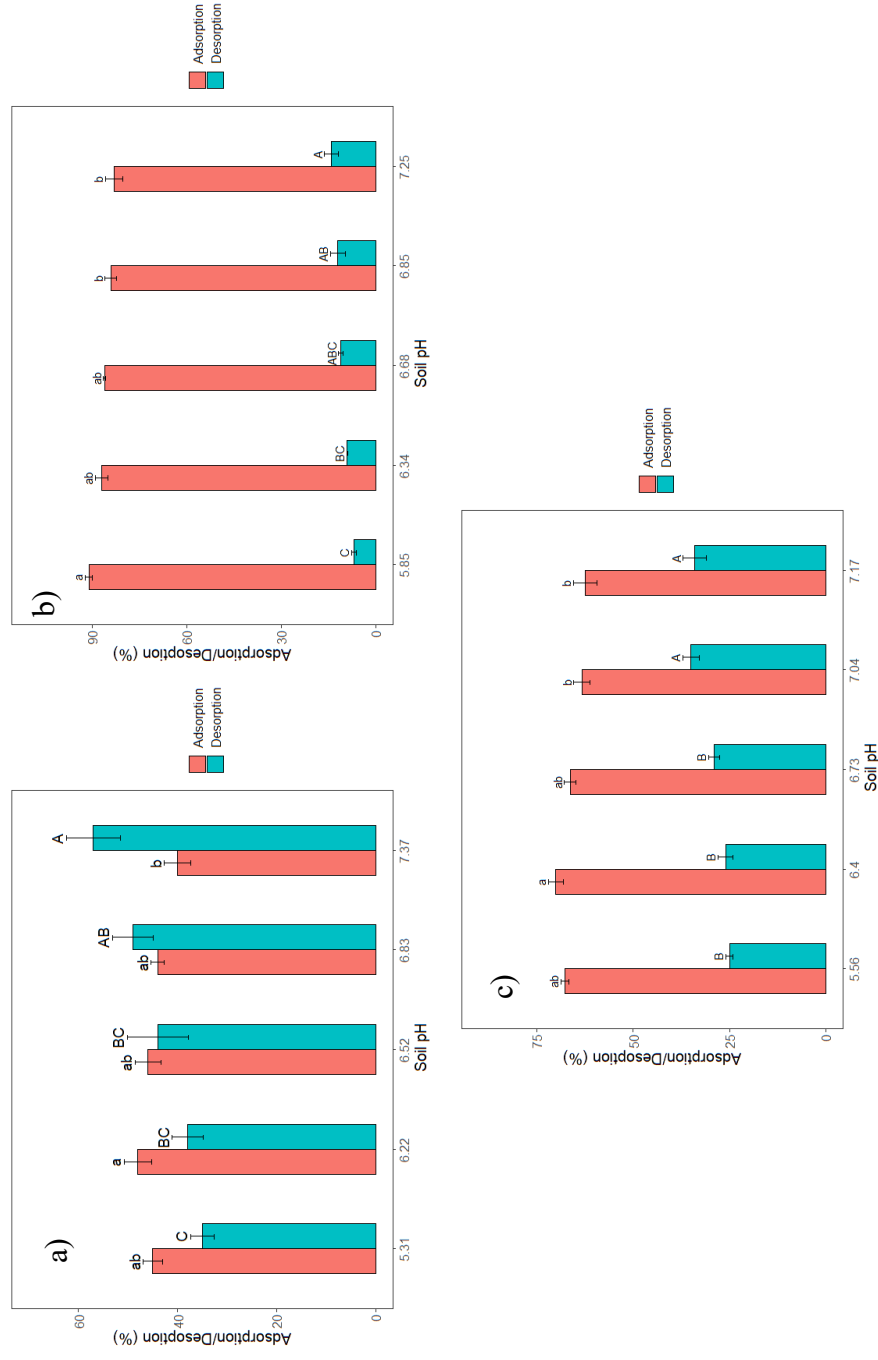 a)
Adsorption/Desoption (%)
60
40
20
0
ab
C
a
BC
ab
BC
ab
AB
b
A
5.31
6.22
6.52
6.83
7.37
Soil pH
Adsorption
Desorption
b)
Adsorption/Desoption (%)
90
60
30
0
a
C
ab
BC
ab
ABC
b
AB
b
A
5.85
6.34
6.68
6.85
7.25
Soil pH
Adsorption
Desorption
c)
Adsorption/Desoption (%)
75
50
25
0
ab
B
a
B
ab
B
b
A
b
A
5.56
6.4
6.73
7.04
7.17
Soil pH
Adsorption
Desorption